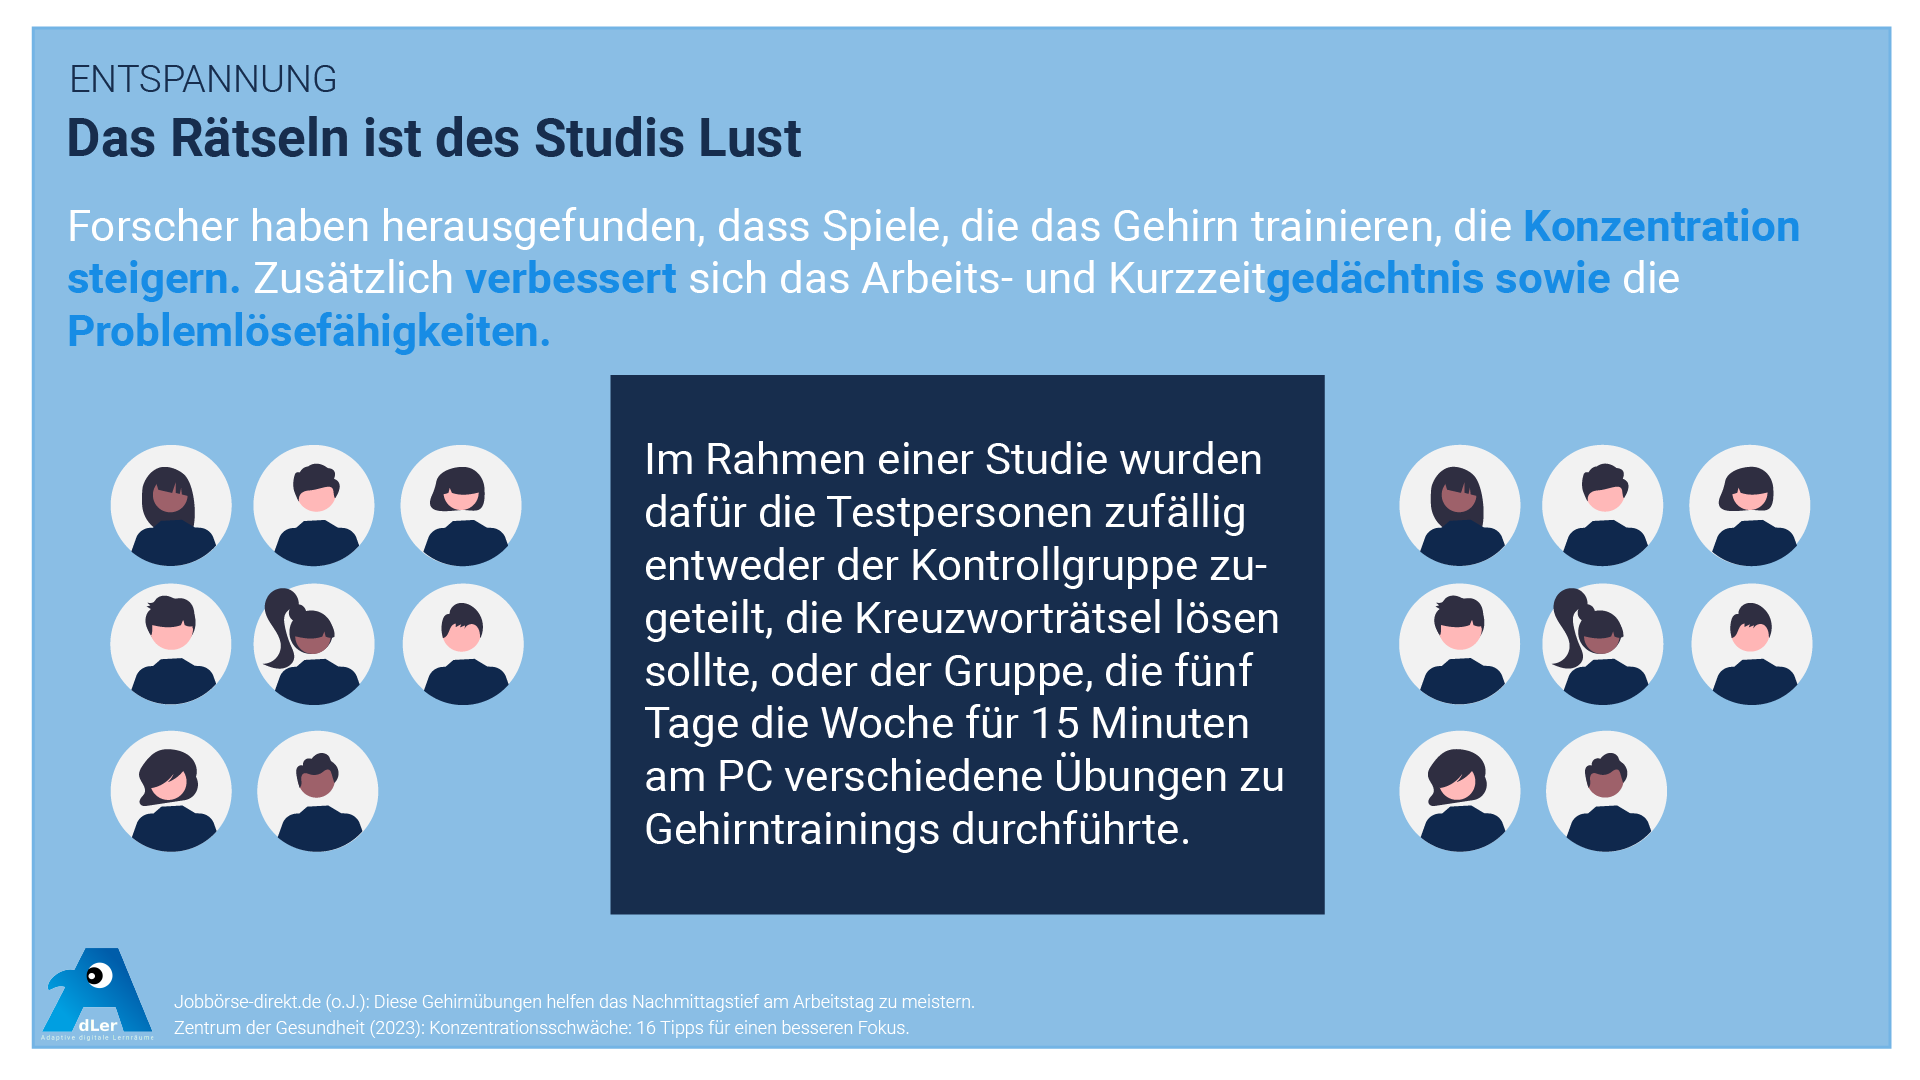 ENTSPANNUNG
Das Rätseln ist des Studis Lust
Forscher haben herausgefunden, dass Spiele, die das Gehirn trainieren, die Konzentration
steigern. Zusätzlich verbessert sich das Arbeits- und Kurzzeitgedächtnis sowie die
Problemlösefähigkeiten.
Im Rahmen einer Studie wurden
dafür die Testpersonen zufällig
entweder der Kontrollgruppe zu-
geteilt, die Kreuzworträtsel lösen
sollte, oder der Gruppe, die fünf
Tage die Woche für 15 Minuten
am PC verschiedene Übungen zu
Gehirntrainings durchführte.
dLer
Adaptive digitale Lernräume
Jobbörse-direkt.de (o.J.): Diese Gehirnübungen helfen das Nachmittagstief am Arbeitstag zu meistern.
Zentrum der Gesundheit (2023): Konzentrationsschwäche: 16 Tipps für einen besseren Fokus.